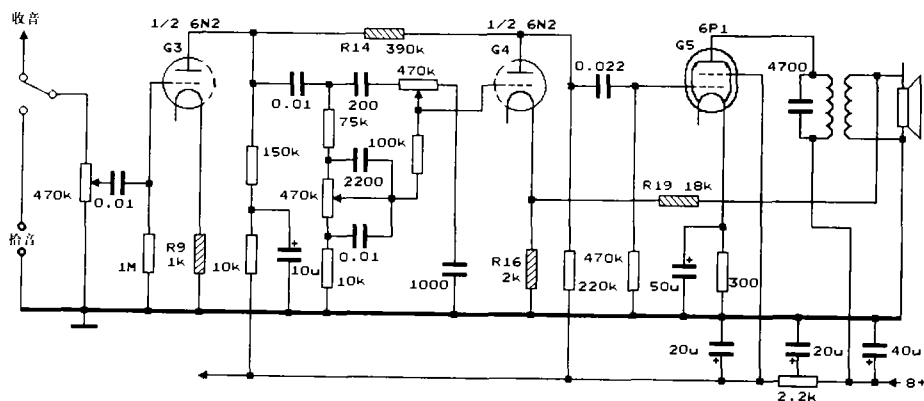 收音
1/2 6N2
1/2 6N2
6P1
G3
R14
390k
G4
G5
470k
0.022
4700
0.01
200
75k
100k
150k
2200
470k
470k
0.01
R19 18k
拾音
1M
R9
1k
10k
10u
0.01
10k
1000
R16
2k
220k
470k
50u
300
20u
20u
40u
2.2k
8+